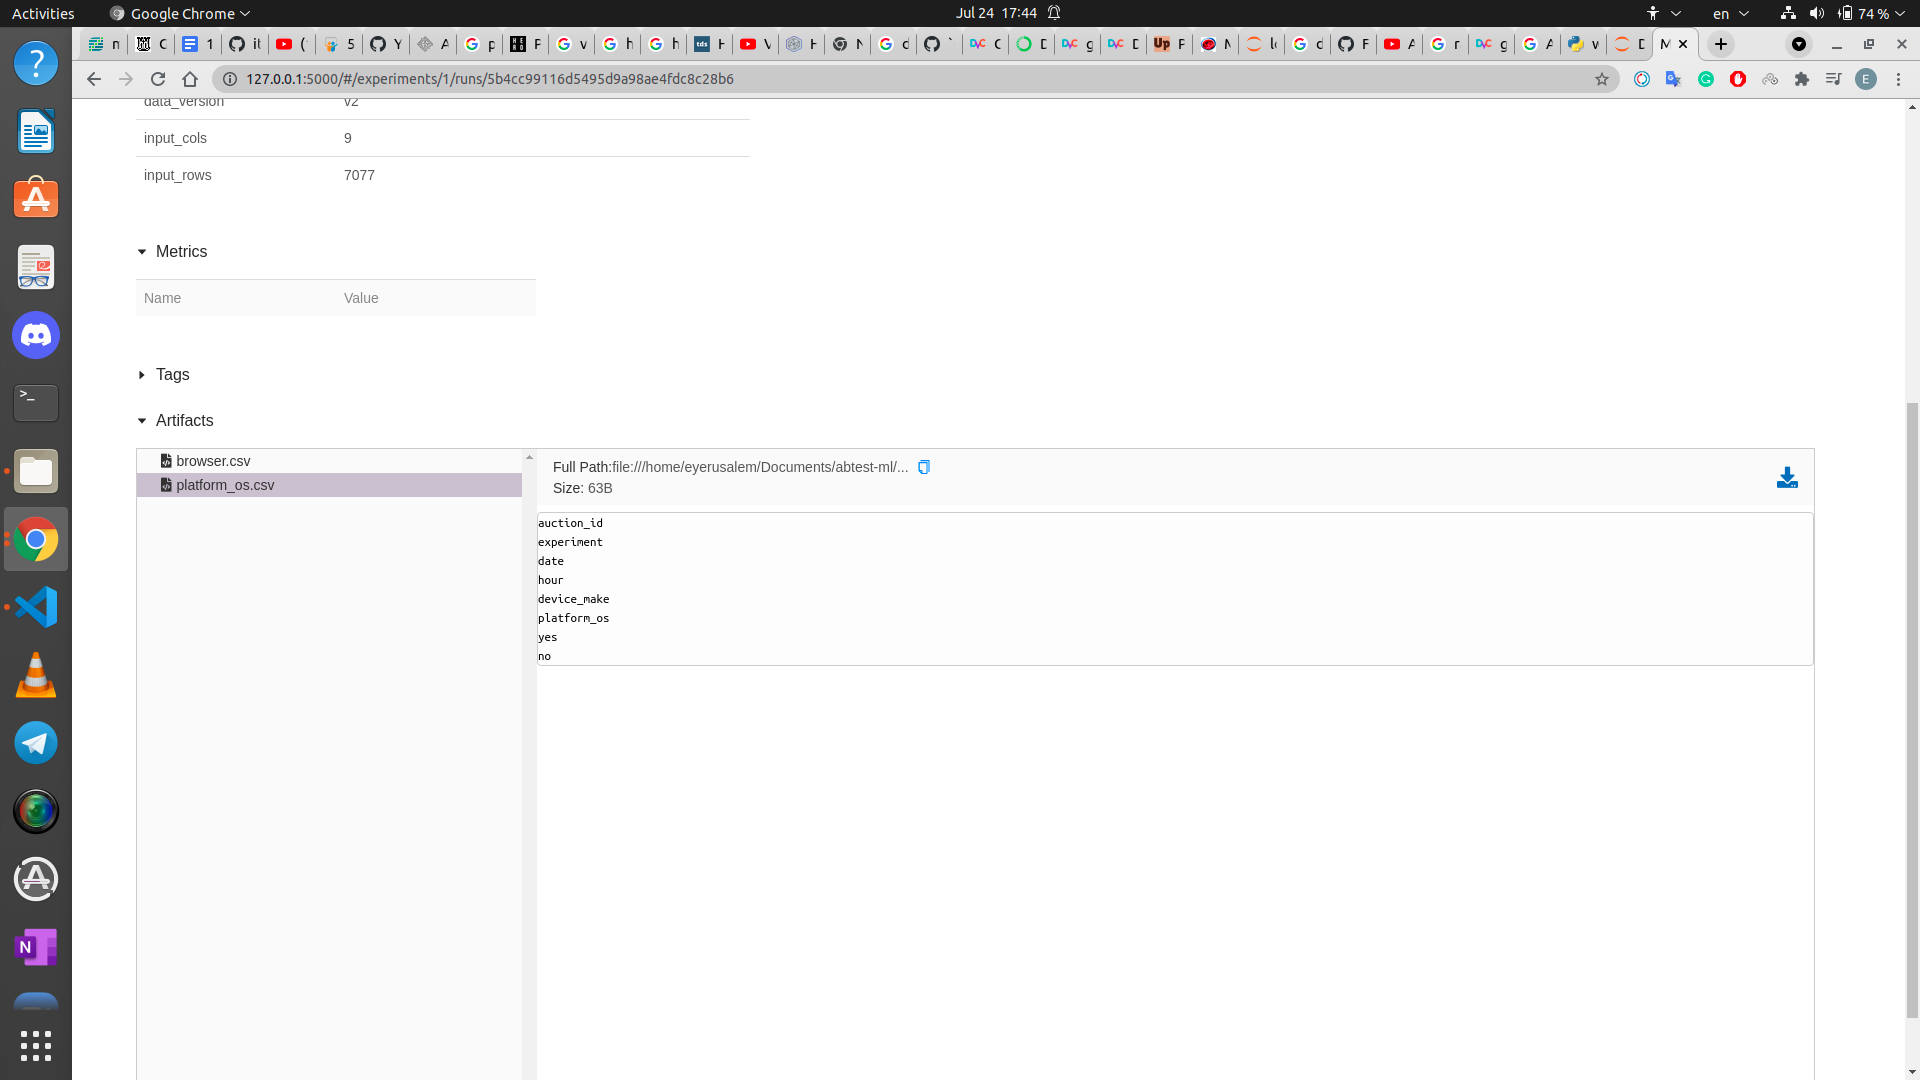 Activities
Google Chrome
Jul 24 17:44
en
74 %
127.0.0.1:5000/#/experiments/1/runs/5b4cc99116d5495d9a98ae4fdc8c28b6
data_version v2
input_cols 9
input_rows 7077
Metrics
Name Value
Tags
Artifacts
browser.csv
platform_os.csv
Full Path:file:///home/eyerusalem/Documents/abtest-ml/...
Size: 63B
auction_id
experiment
date
hour
device_make
platform_os
yes
no